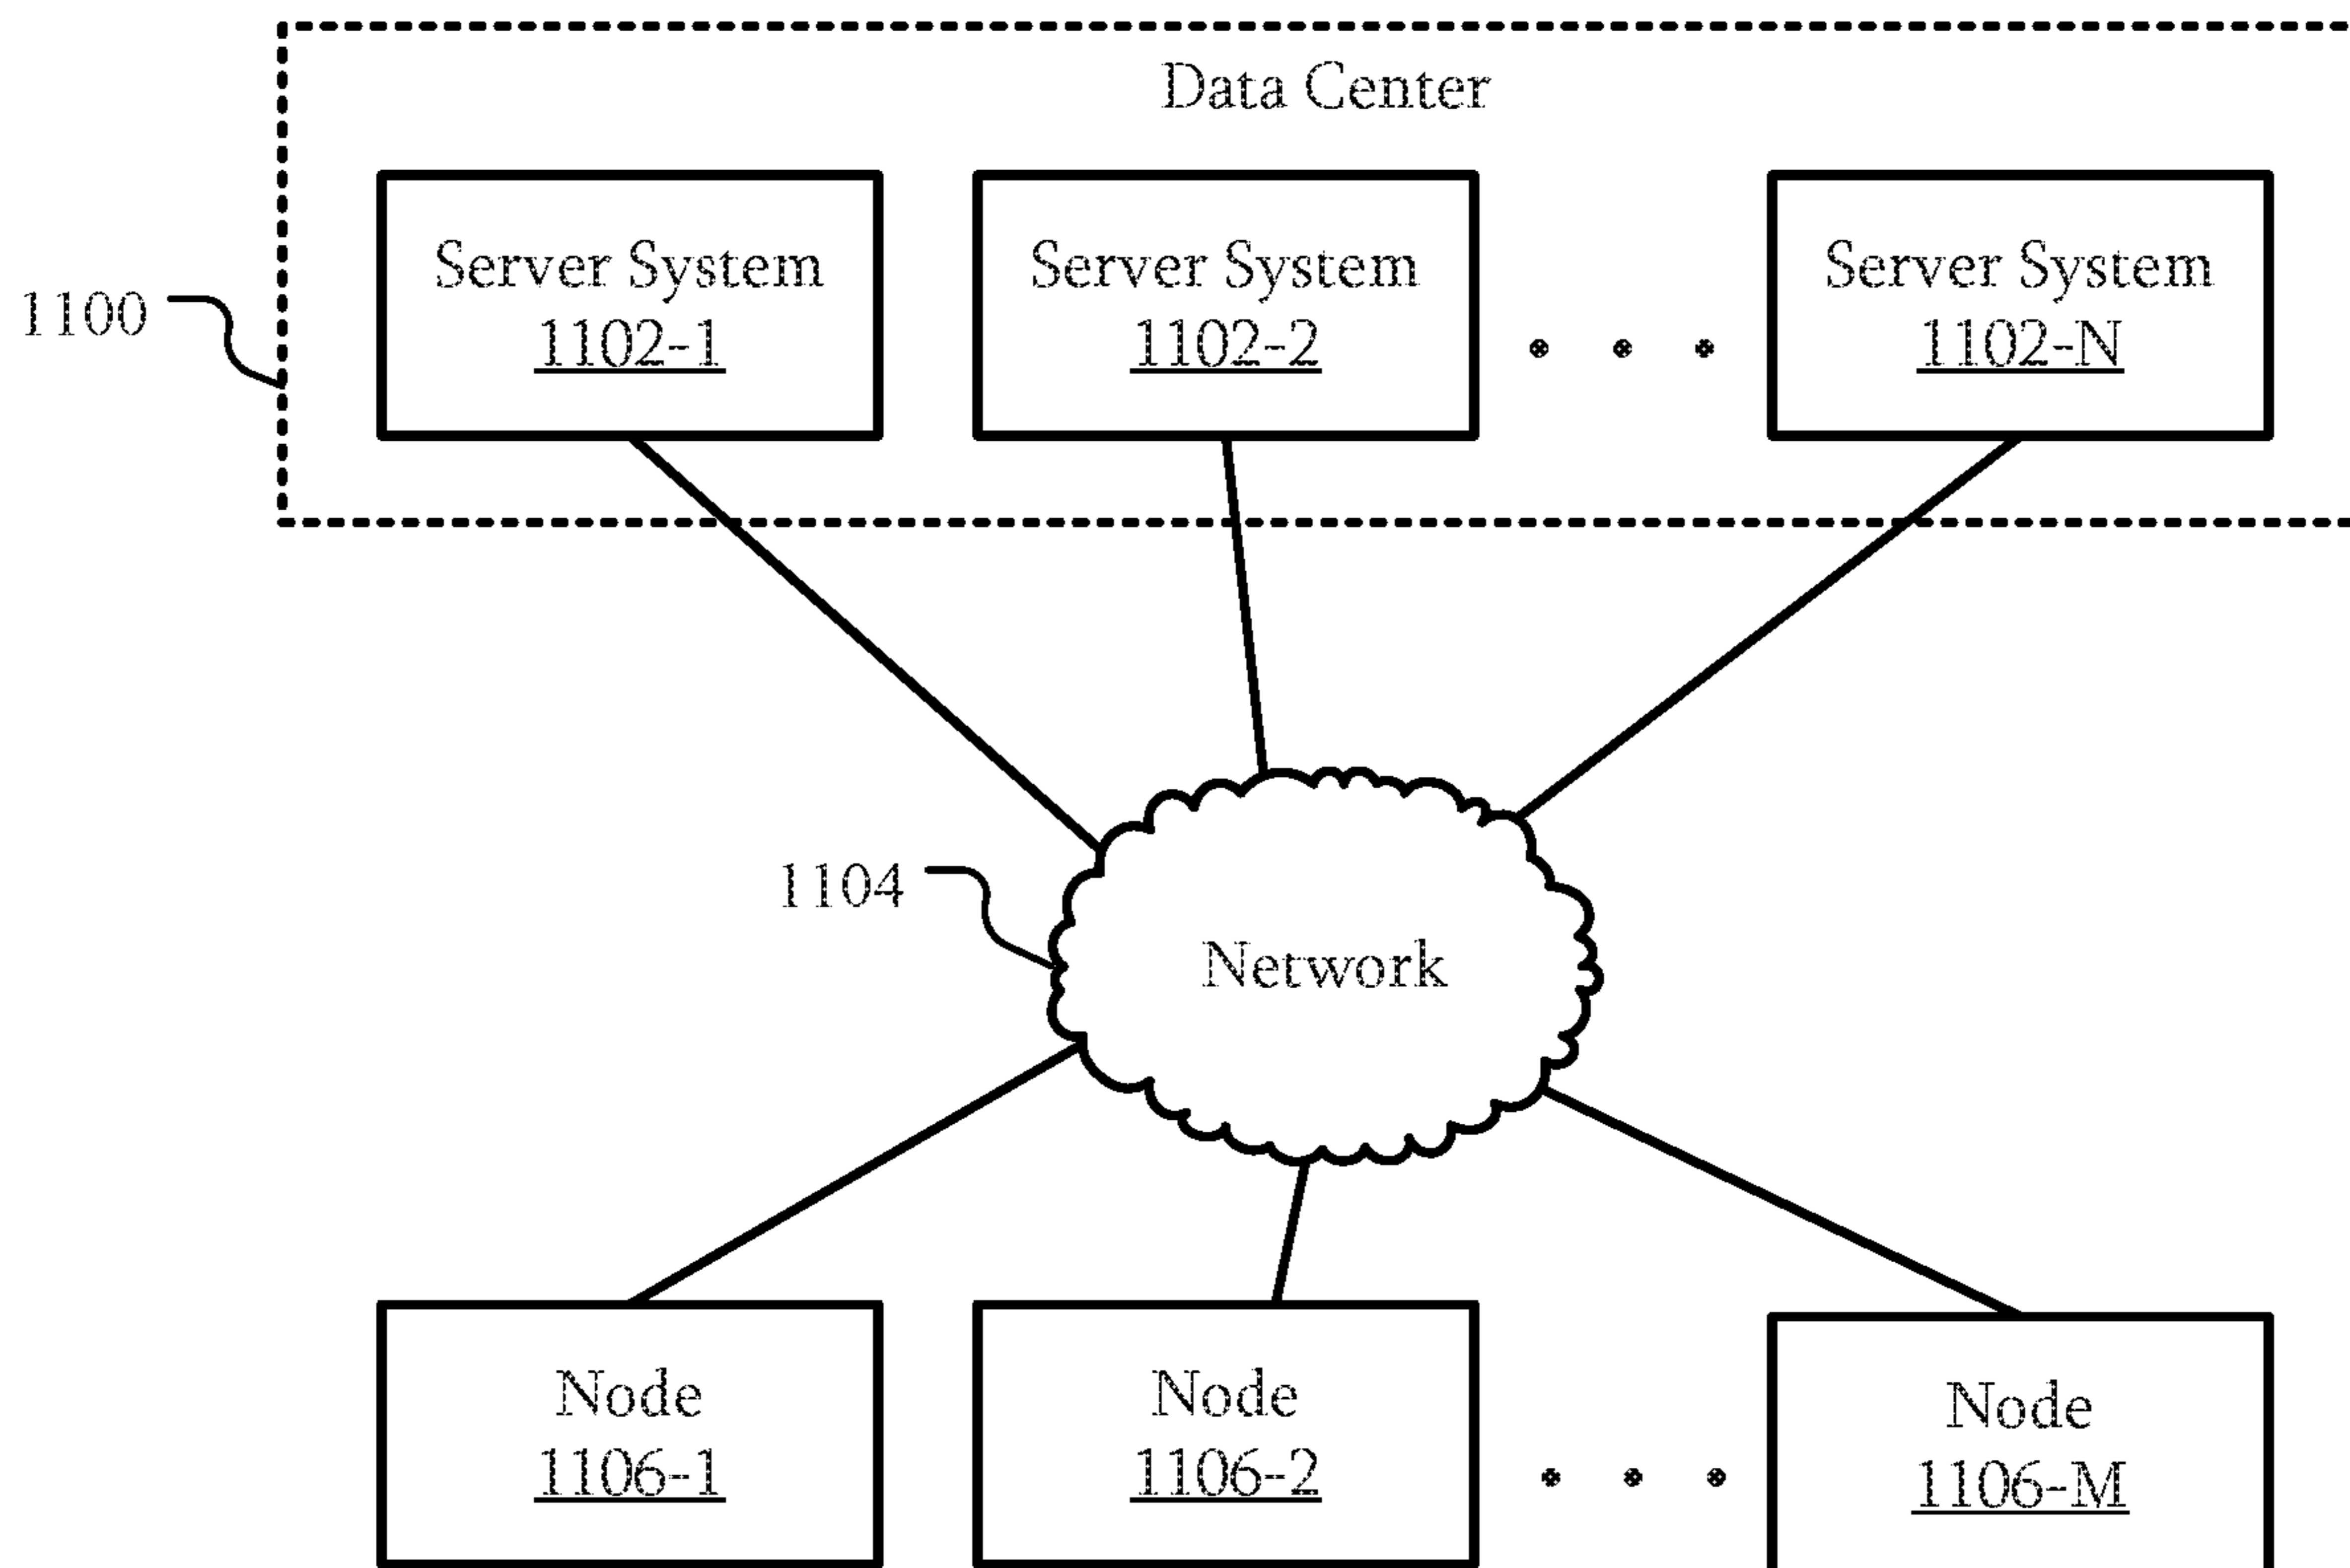 Data Center
Server System
1102-1
Server System
1102-2
Server System
1102-N
1100
1104
Network
Node
1106-1
Node
1106-2
Node
1106-M